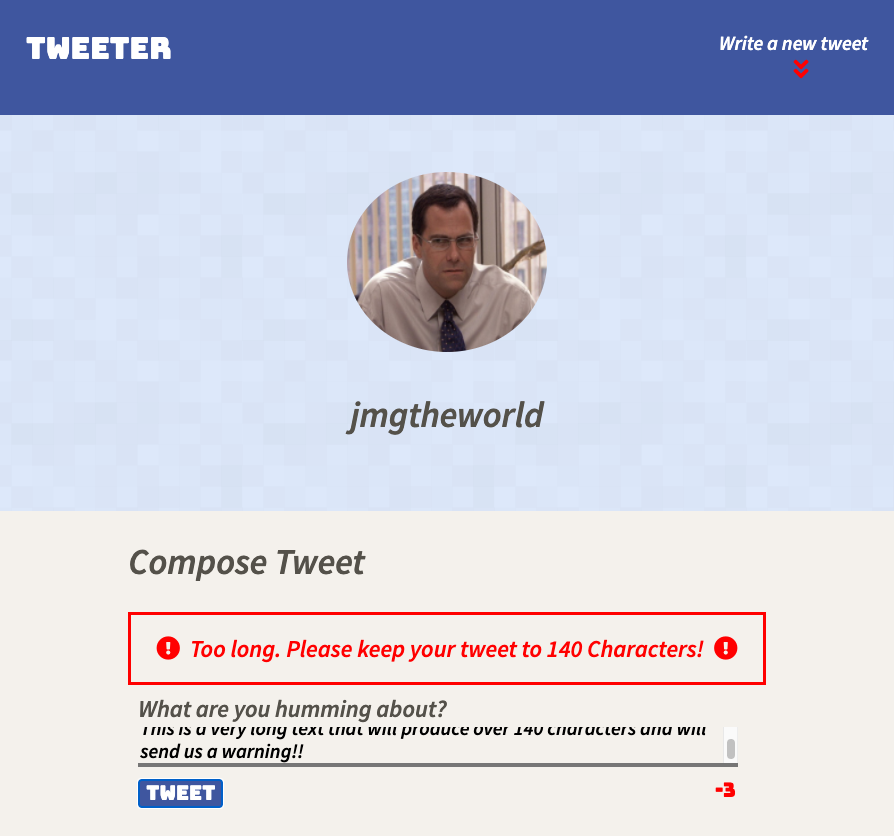 TWEETER
Write a new tweet
jmgtheworld
Compose Tweet
Too long. Please keep your tweet to 140 Characters!
What are you humming about?
This is a very long text that will produce over 140 characters and will
send us a warning!!
TWEET
-3